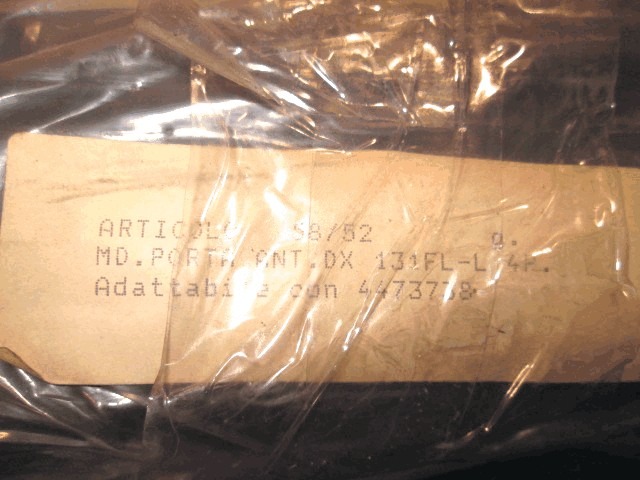 ARTICOLO 58/52 g.
MD.PORTA ANT.DX 131FL-L 4P.
Adattabile con 4473738